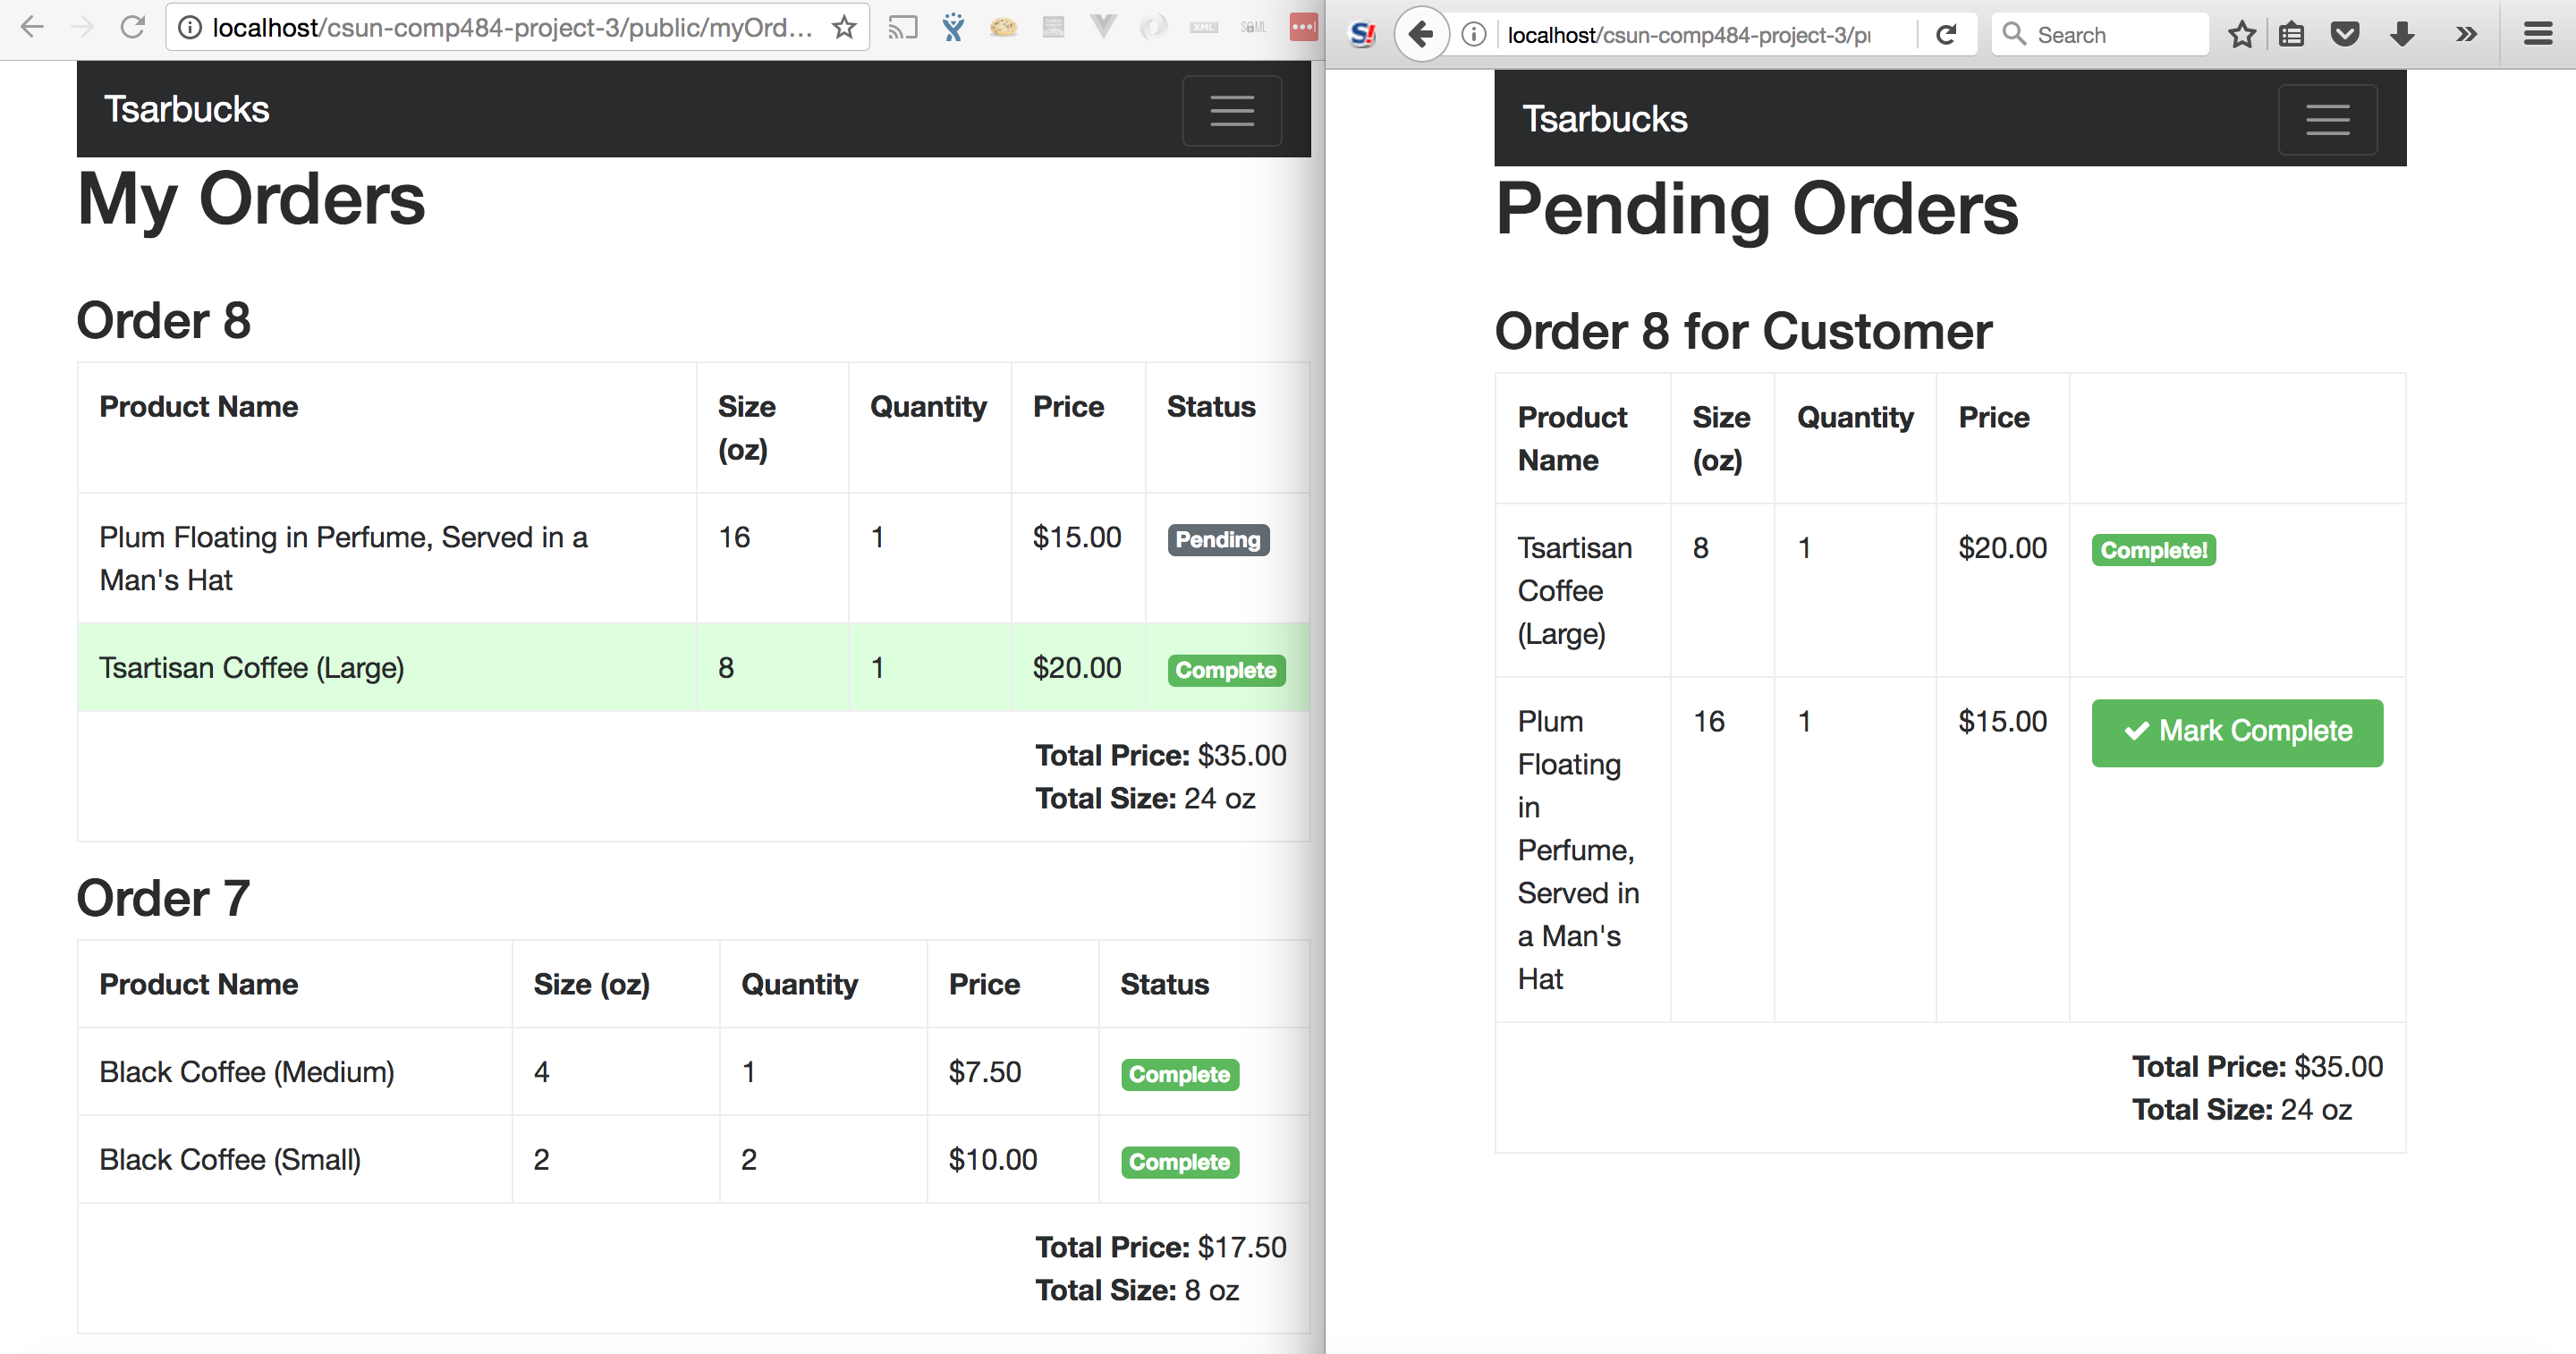 localhost/csun-comp484-project-3/public/myOrd...
Tsarbucks
My Orders
Order 8
Product Name Size (oz) Quantity Price Status
Plum Floating in Perfume, Served in a Man's Hat 16 1 $15.00 Pending
Tsartisan Coffee (Large) 8 1 $20.00 Complete
Total Price: $35.00
Total Size: 24 oz
Order 7
Product Name Size (oz) Quantity Price Status
Black Coffee (Medium) 4 1 $7.50 Complete
Black Coffee (Small) 2 2 $10.00 Complete
Total Price: $17.50
Total Size: 8 oz
localhost/csun-comp484-project-3/pu
Search
Tsarbucks
Pending Orders
Order 8 for Customer
Product Name Size (oz) Quantity Price
Tsartisan Coffee (Large) 8 1 $20.00 Complete!
Plum Floating in Perfume, Served in a Man's Hat 16 1 $15.00 Mark Complete
Total Price: $35.00
Total Size: 24 oz